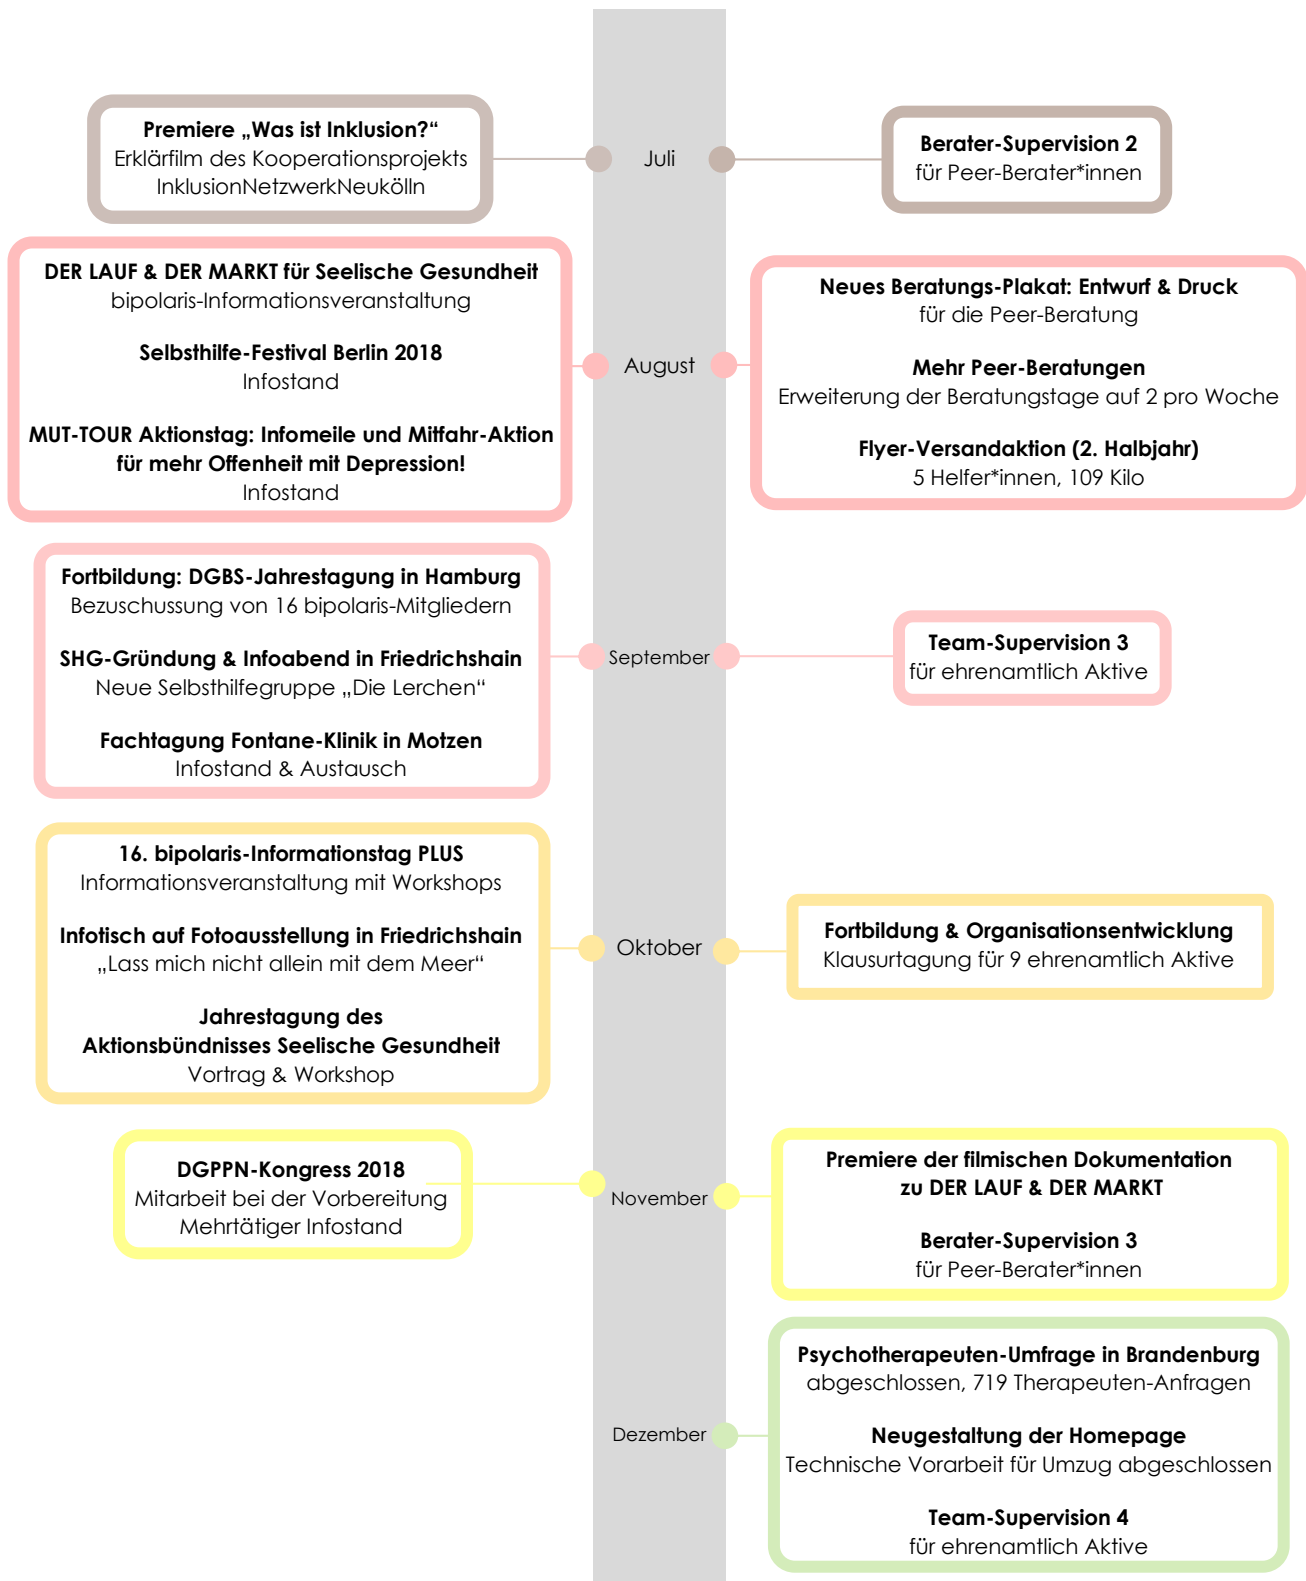 Premiere „Was ist Inklusion?“
Erklärfilm des Kooperationsprojekts
InklusionNetzwerkNeukölln
Juli
Berater-Supervision 2
für Peer-Berater*innen
DER LAUF & DER MARKT für Seelische Gesundheit
bipolaris-Informationsveranstaltung
Selbsthilfe-Festival Berlin 2018
Infostand
MUT-TOUR Aktionstag: Infomeile und Mitfahr-Aktion
für mehr Offenheit mit Depression!
Infostand
August
Neues Beratungs-Plakat: Entwurf & Druck
für die Peer-Beratung
Mehr Peer-Beratungen
Erweiterung der Beratungstage auf 2 pro Woche
Flyer-Versandaktion (2. Halbjahr)
5 Helfer*innen, 109 Kilo
Fortbildung: DGBS-Jahrestagung in Hamburg
Bezuschussung von 16 bipolaris-Mitgliedern
SHG-Gründung & Infoabend in Friedrichshain
Neue Selbsthilfegruppe „Die Lerchen“
Fachtagung Fontane-Klinik in Motzen
Infostand & Austausch
September
Team-Supervision 3
für ehrenamtlich Aktive
16. bipolaris-Informationstag PLUS
Informationsveranstaltung mit Workshops
Infotisch auf Fotoausstellung in Friedrichshain
„Lass mich nicht allein mit dem Meer“
Jahrestagung des
Aktionsbündnisses Seelische Gesundheit
Vortrag & Workshop
Oktober
Fortbildung & Organisationsentwicklung
Klausurtagung für 9 ehrenamtlich Aktive
DGPPN-Kongress 2018
Mitarbeit bei der Vorbereitung
Mehrtätiger Infostand
November
Premiere der filmischen Dokumentation
zu DER LAUF & DER MARKT
Berater-Supervision 3
für Peer-Berater*innen
Dezember
Psychotherapeuten-Umfrage in Brandenburg
abgeschlossen, 719 Therapeuten-Anfragen
Neugestaltung der Homepage
Technische Vorarbeit für Umzug abgeschlossen
Team-Supervision 4
für ehrenamtlich Aktive